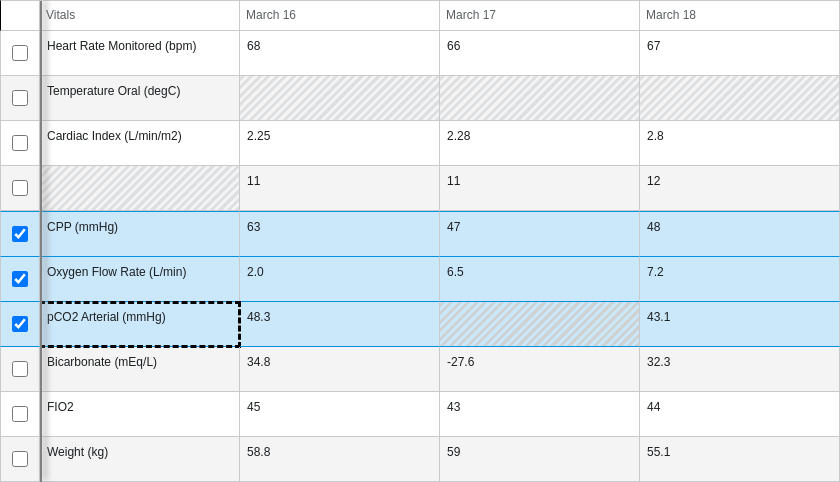 Vitals March 16 March 17 March 18
Heart Rate Monitored (bpm) 68 66 67
Temperature Oral (degC)
Cardiac Index (L/min/m2) 2.25 2.28 2.8
11 11 12
CPP (mmHg) 63 47 48
Oxygen Flow Rate (L/min) 2.0 6.5 7.2
pCO2 Arterial (mmHg) 48.3 43.1
Bicarbonate (mEq/L) 34.8 -27.6 32.3
FIO2 45 43 44
Weight (kg) 58.8 59 55.1